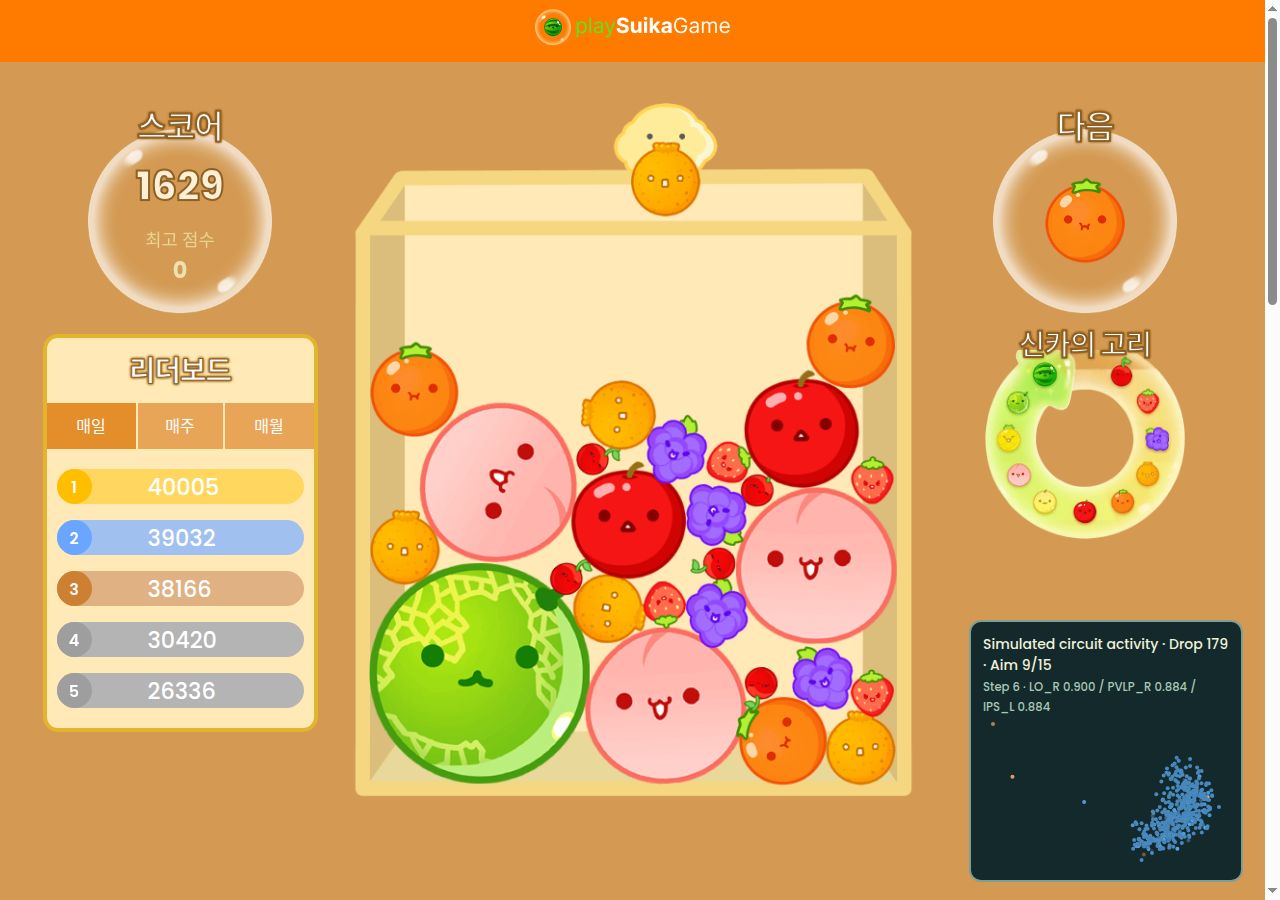 playSuikaGame
스코어
1629
최고 점수
0
리더보드
매일 매주 매월
1 40005
2 39032
3 38166
4 30420
5 26336
다음
신카의 고리
Simulated circuit activity · Drop 179
· Aim 9/15
Step 6 · LO_R 0.900 / PVLP_R 0.884 /
IPS_L 0.884